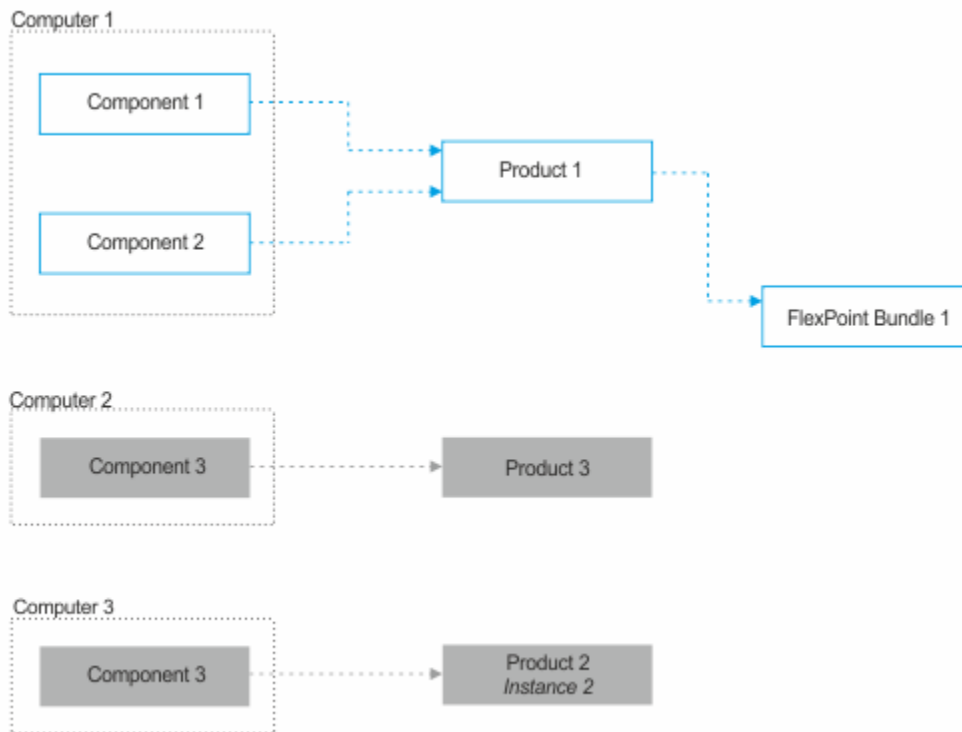 Computer 1
Component 1
Product 1
Component 2
FlexPoint Bundle 1
Computer 2
Component 3
Product 3
Computer 3
Component 3
Product 2
Instance 2